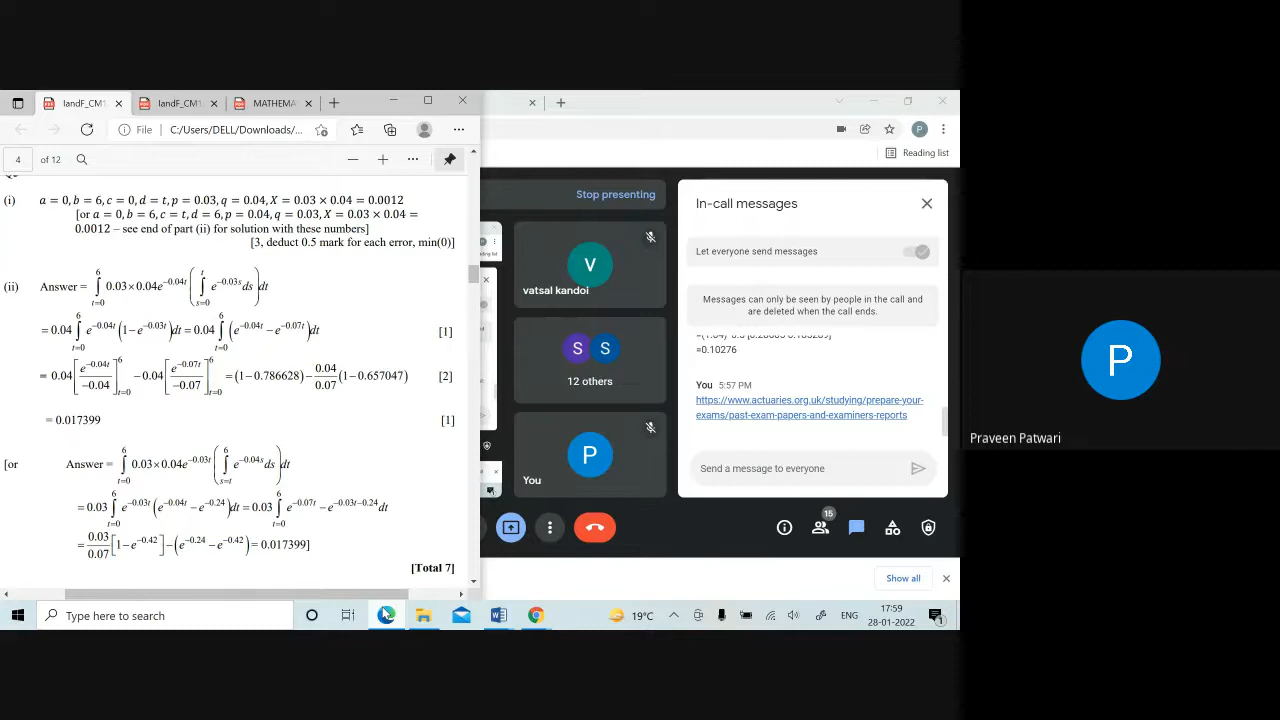 landF_CM1
landF_CM1
MATHEMA
File
C:/Users/DELL/Downloads/...
4 of 12
Reading list
(i) a = 0, b = 6, c = 0, d = t, p = 0.03, q = 0.04, X = 0.03 × 0.04 = 0.0012
[or a = 0, b = 6, c = t, d = 6, p = 0.04, q = 0.03, X = 0.03 × 0.04 =
0.0012 – see end of part (ii) for solution with these numbers]
[3, deduct 0.5 mark for each error, min(0)]
(ii) Answer = ∫_{t=0}^{6} 0.03×0.04e^{−0.04t} (∫_{s=0}^{t} e^{−0.03s} ds) dt
= 0.04 ∫_{t=0}^{6} e^{−0.04t} (1−e^{−0.03t}) dt = 0.04 ∫_{t=0}^{6} (e^{−0.04t} − e^{−0.07t}) dt [1]
= 0.04 [e^{−0.04t}/−0.04]_{t=0}^{6} − 0.04 [e^{−0.07t}/−0.07]_{t=0}^{6} = (1−0.786628) − 0.04/0.07 (1−0.657047) [2]
= 0.017399 [1]
[or Answer = ∫_{t=0}^{6} 0.03×0.04e^{−0.03t} (∫_{s=t}^{6} e^{−0.04s} ds) dt
= 0.03 ∫_{t=0}^{6} e^{−0.03t} (e^{−0.04t} − e^{−0.24}) dt = 0.03 ∫_{t=0}^{6} e^{−0.07t} − e^{−0.03t−0.24} dt
= 0.03/0.07 [1−e^{−0.42}] − (e^{−0.24} − e^{−0.42}) = 0.017399]
[Total 7]
Stop presenting
V
vatsal kandoi
S S
12 others
P
You
In-call messages
Let everyone send messages
Messages can only be seen by people in the call and
are deleted when the call ends.
=0.10276
You 5:57 PM
https://www.actuaries.org.uk/studying/prepare-your-
exams/past-exam-papers-and-examiners-reports
Send a message to everyone
15
Show all
Type here to search
19°C
ENG
17:59
28-01-2022
P
Praveen Patwari